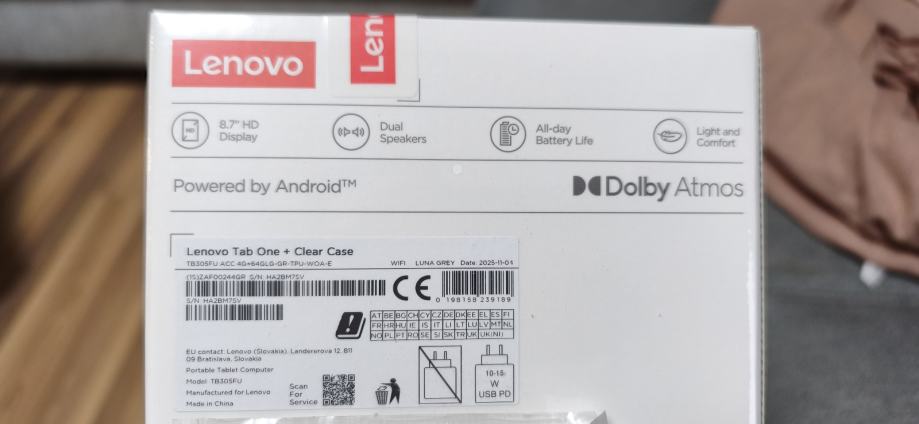 Lenovo
Len
HD
8.7" HD
Display
Dual
Speakers
All-day
Battery Life
Light and
Comfort
Powered by Android™
Dolby Atmos
Lenovo Tab One + Clear Case
TB305FU ACC 4G+64GLG-GR-TPU-WOA-E WIFI LUNA GREY Date: 2025-11-04
(1S)ZAF00244GR S/N HA2BM7SV
S/N HA2BM7SV
CE
0 198158 239189
AT BE BG CH CY CZ DE DK EE EL ES FI
FR HR HU IE IS IT LI LT LU LV MT NL
NO PL PT RO SE SI SK TR UK UK(NI)
EU contact: Lenovo (Slovakia), Landererova 12, 811
09 Bratislava, Slovakia
Portable Tablet Computer
Model: TB305FU
Manufactured for Lenovo
Made in China
Scan
For
Service
10-15
W
USB PD